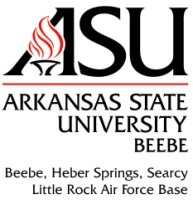 ASU
ARKANSAS STATE
UNIVERSITY
BEEBE
Beebe, Heber Springs, Searcy
Little Rock Air Force Base